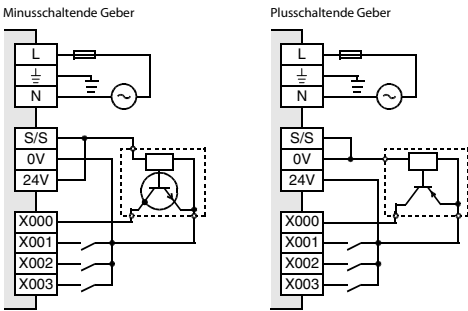 Minusschaltende Geber
L
N
S/S
0V
24V
X000
X001
X002
X003
Plusschaltende Geber
L
N
S/S
0V
24V
X000
X001
X002
X003